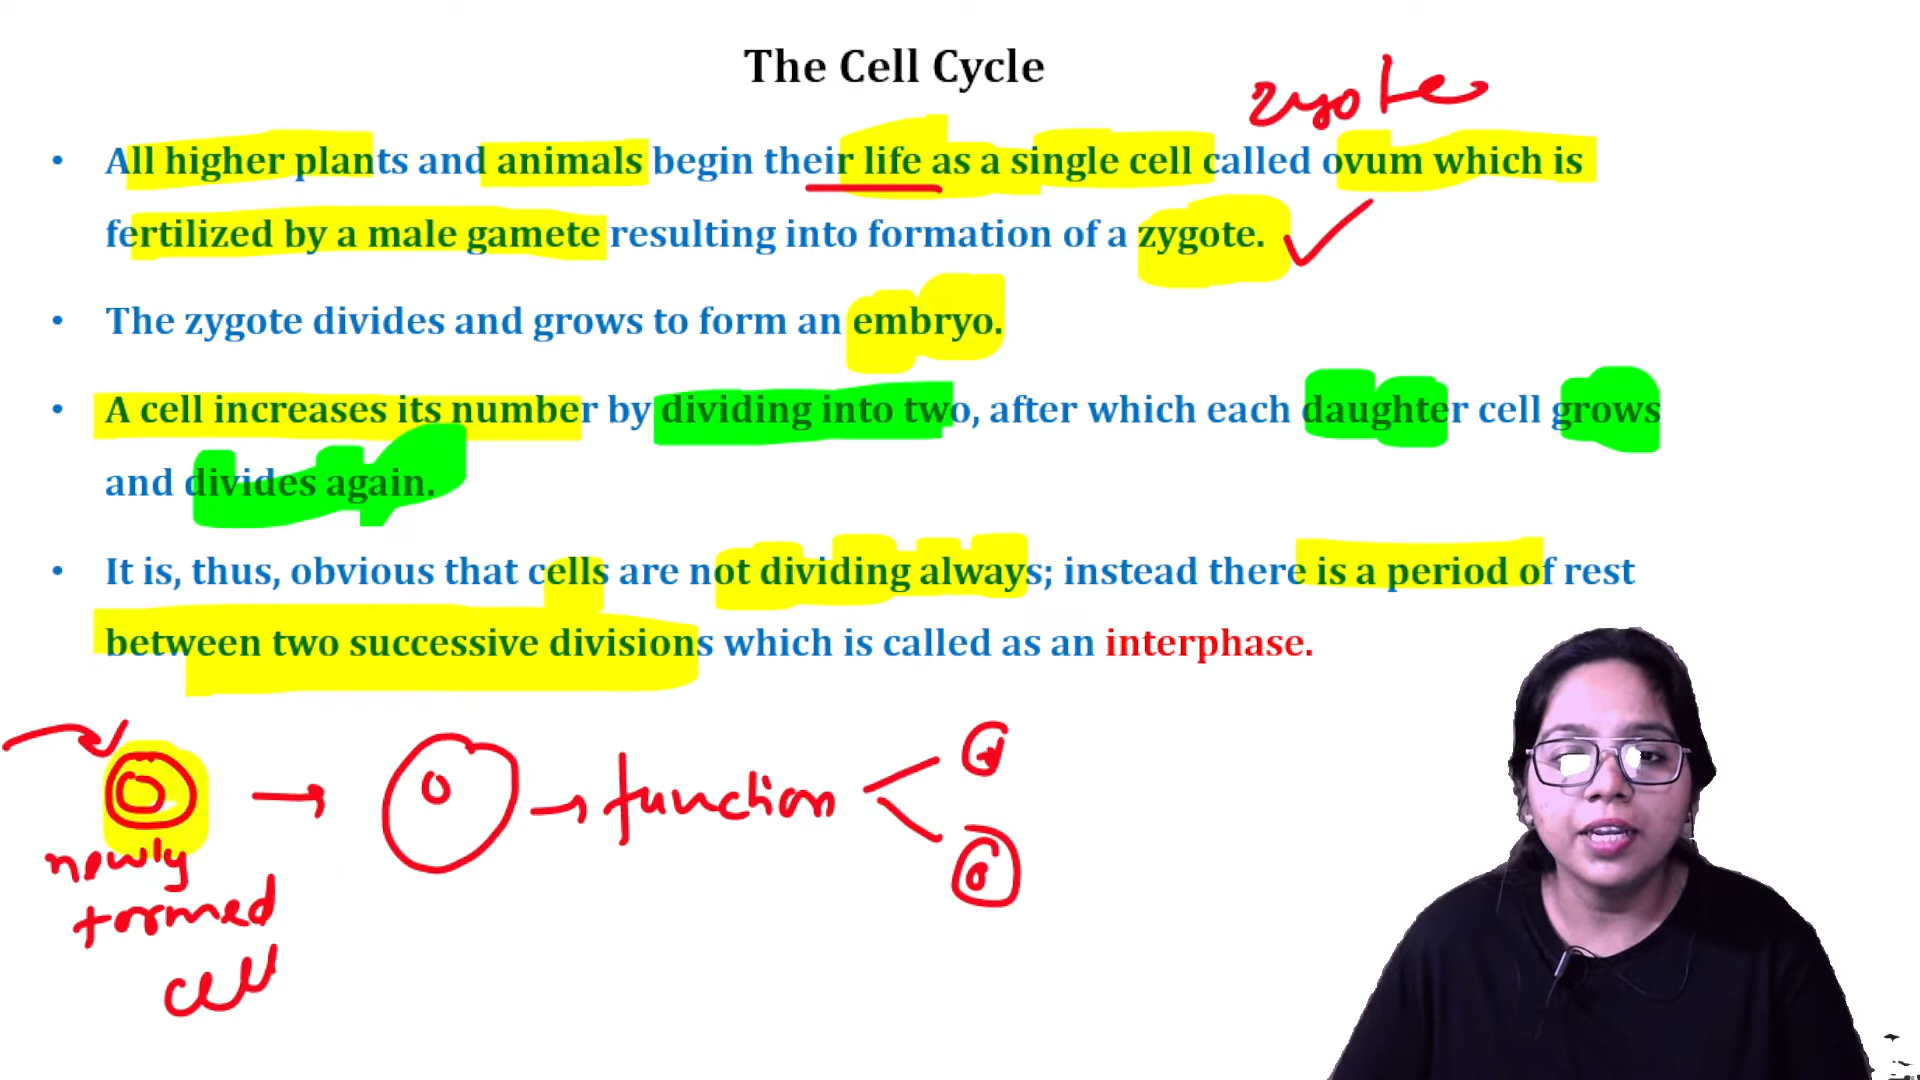 The Cell Cycle
zygote
• All higher plants and animals begin their life as a single cell called ovum which is
fertilized by a male gamete resulting into formation of a zygote.
• The zygote divides and grows to form an embryo.
• A cell increases its number by dividing into two, after which each daughter cell grows
and divides again.
• It is, thus, obvious that cells are not dividing always; instead there is a period of rest
between two successive divisions which is called as an interphase.
function
newly
formed
cell